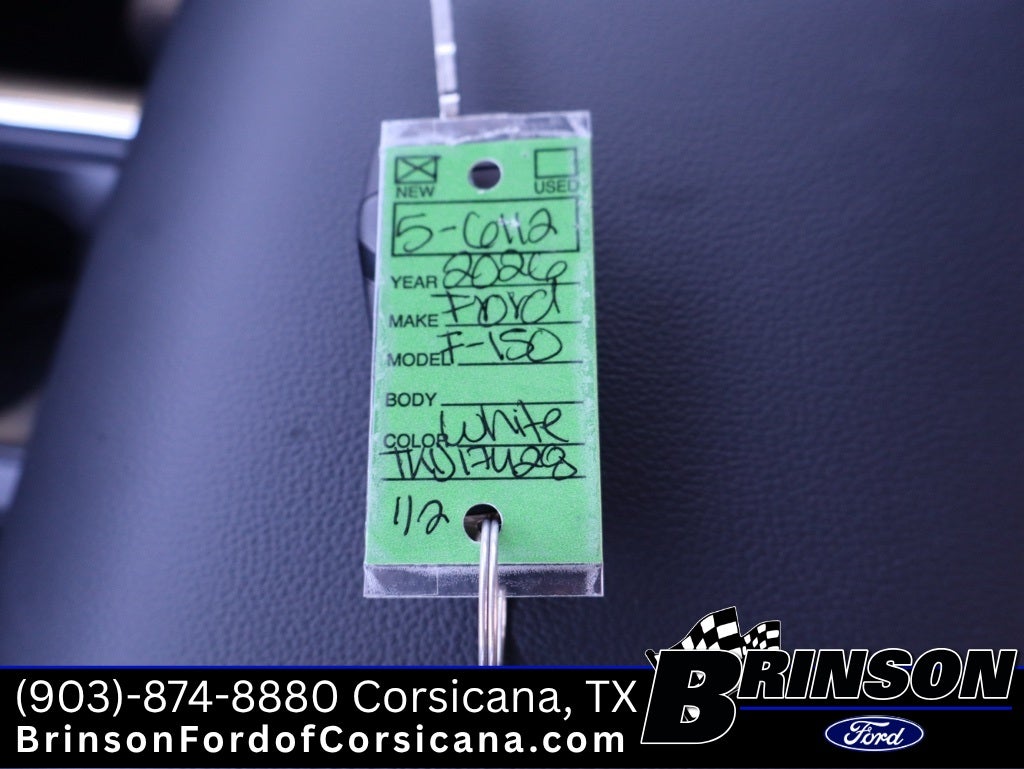 NEW USED
5-6112
YEAR 2026
MAKE Ford
MODEL F-150
BODY
COLOR White
1/2
(903)-874-8880 Corsicana, TX
BrinsonFordofCorsicana.com
BRINSON
Ford